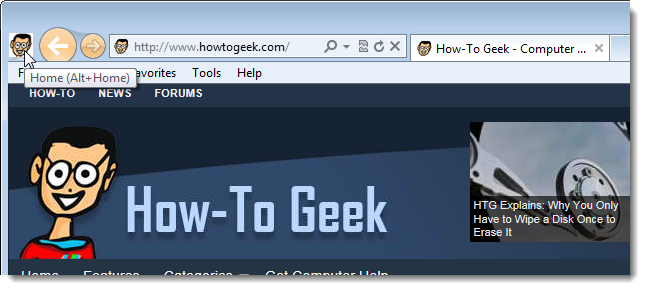 http://www.howtogeek.com/
How-To Geek - Computer ...
Home (Alt+Home)
Favorites Tools Help
HOW-TO NEWS FORUMS
How-To Geek
HTG Explains: Why You Only
Have to Wipe a Disk Once to
Erase It
Home Features Categories Get Computer Help